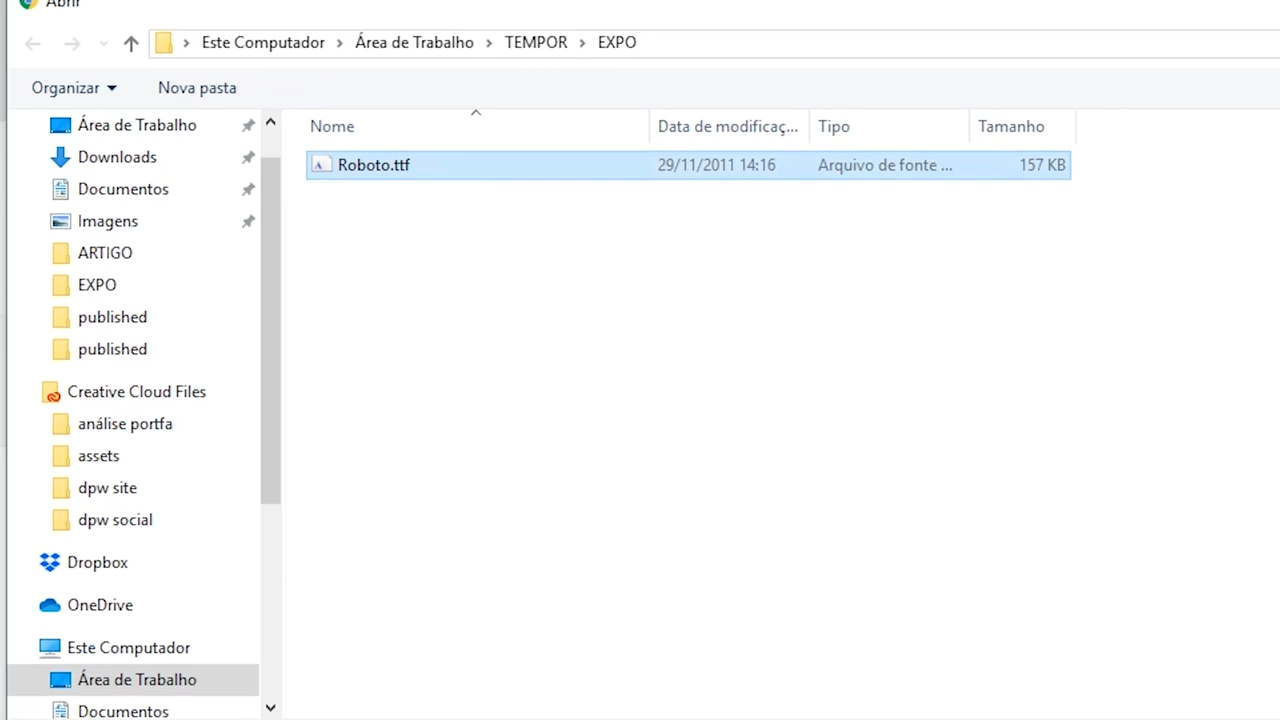 Abrir
Este Computador > Área de Trabalho > TEMPOR > EXPO
Organizar Nova pasta
Nome Data de modificaç... Tipo Tamanho
Roboto.ttf 29/11/2011 14:16 Arquivo de fonte ... 157 KB
Área de Trabalho
Downloads
Documentos
Imagens
ARTIGO
EXPO
published
published
Creative Cloud Files
análise portfa
assets
dpw site
dpw social
Dropbox
OneDrive
Este Computador
Área de Trabalho
Documentos